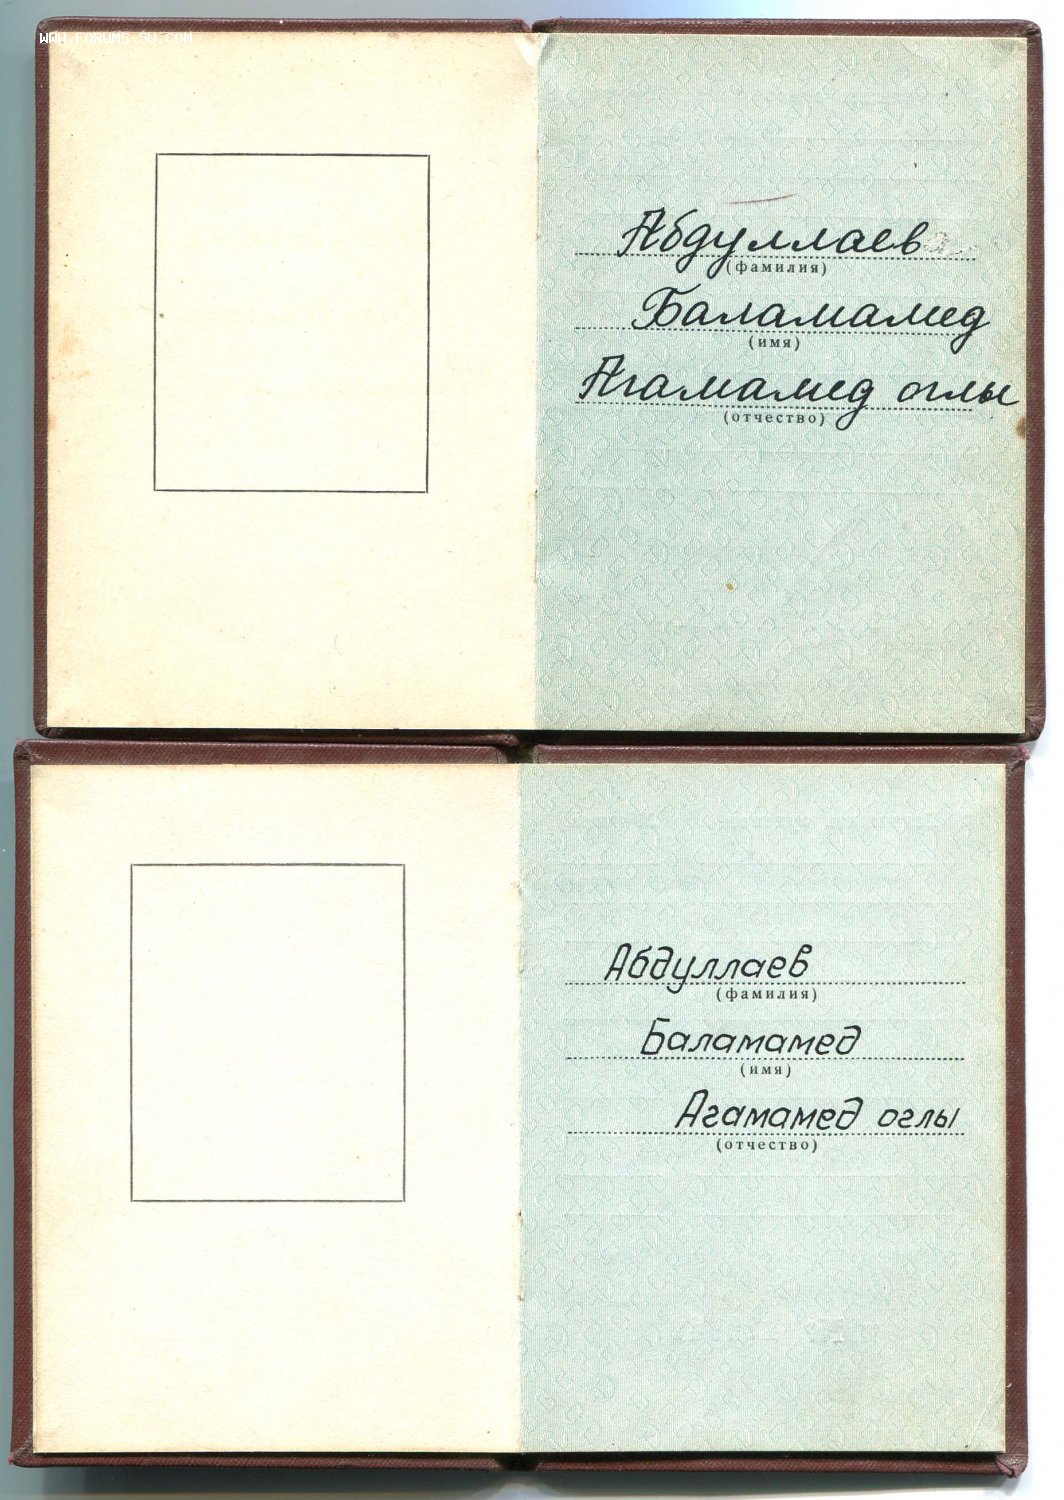 WWW.FORUMS-SU.COM
Абдуллаев
(фамилия)
Баламамед
(имя)
Агамамед оглы
(отчество)
Абдуллаев
(фамилия)
Баламамед
(имя)
Агамамед оглы
(отчество)